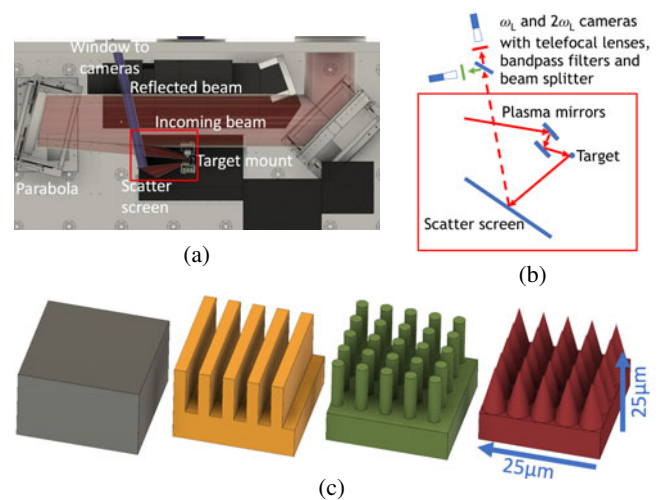 Window to
cameras
Reflected beam
Incoming beam
Target mount
Parabola
Scatter
screen
(a)
ωL and 2ωL cameras
with telefocal lenses,
bandpass filters and
beam splitter
Plasma mirrors
Target
Scatter screen
(b)
25μm
25μm
(c)